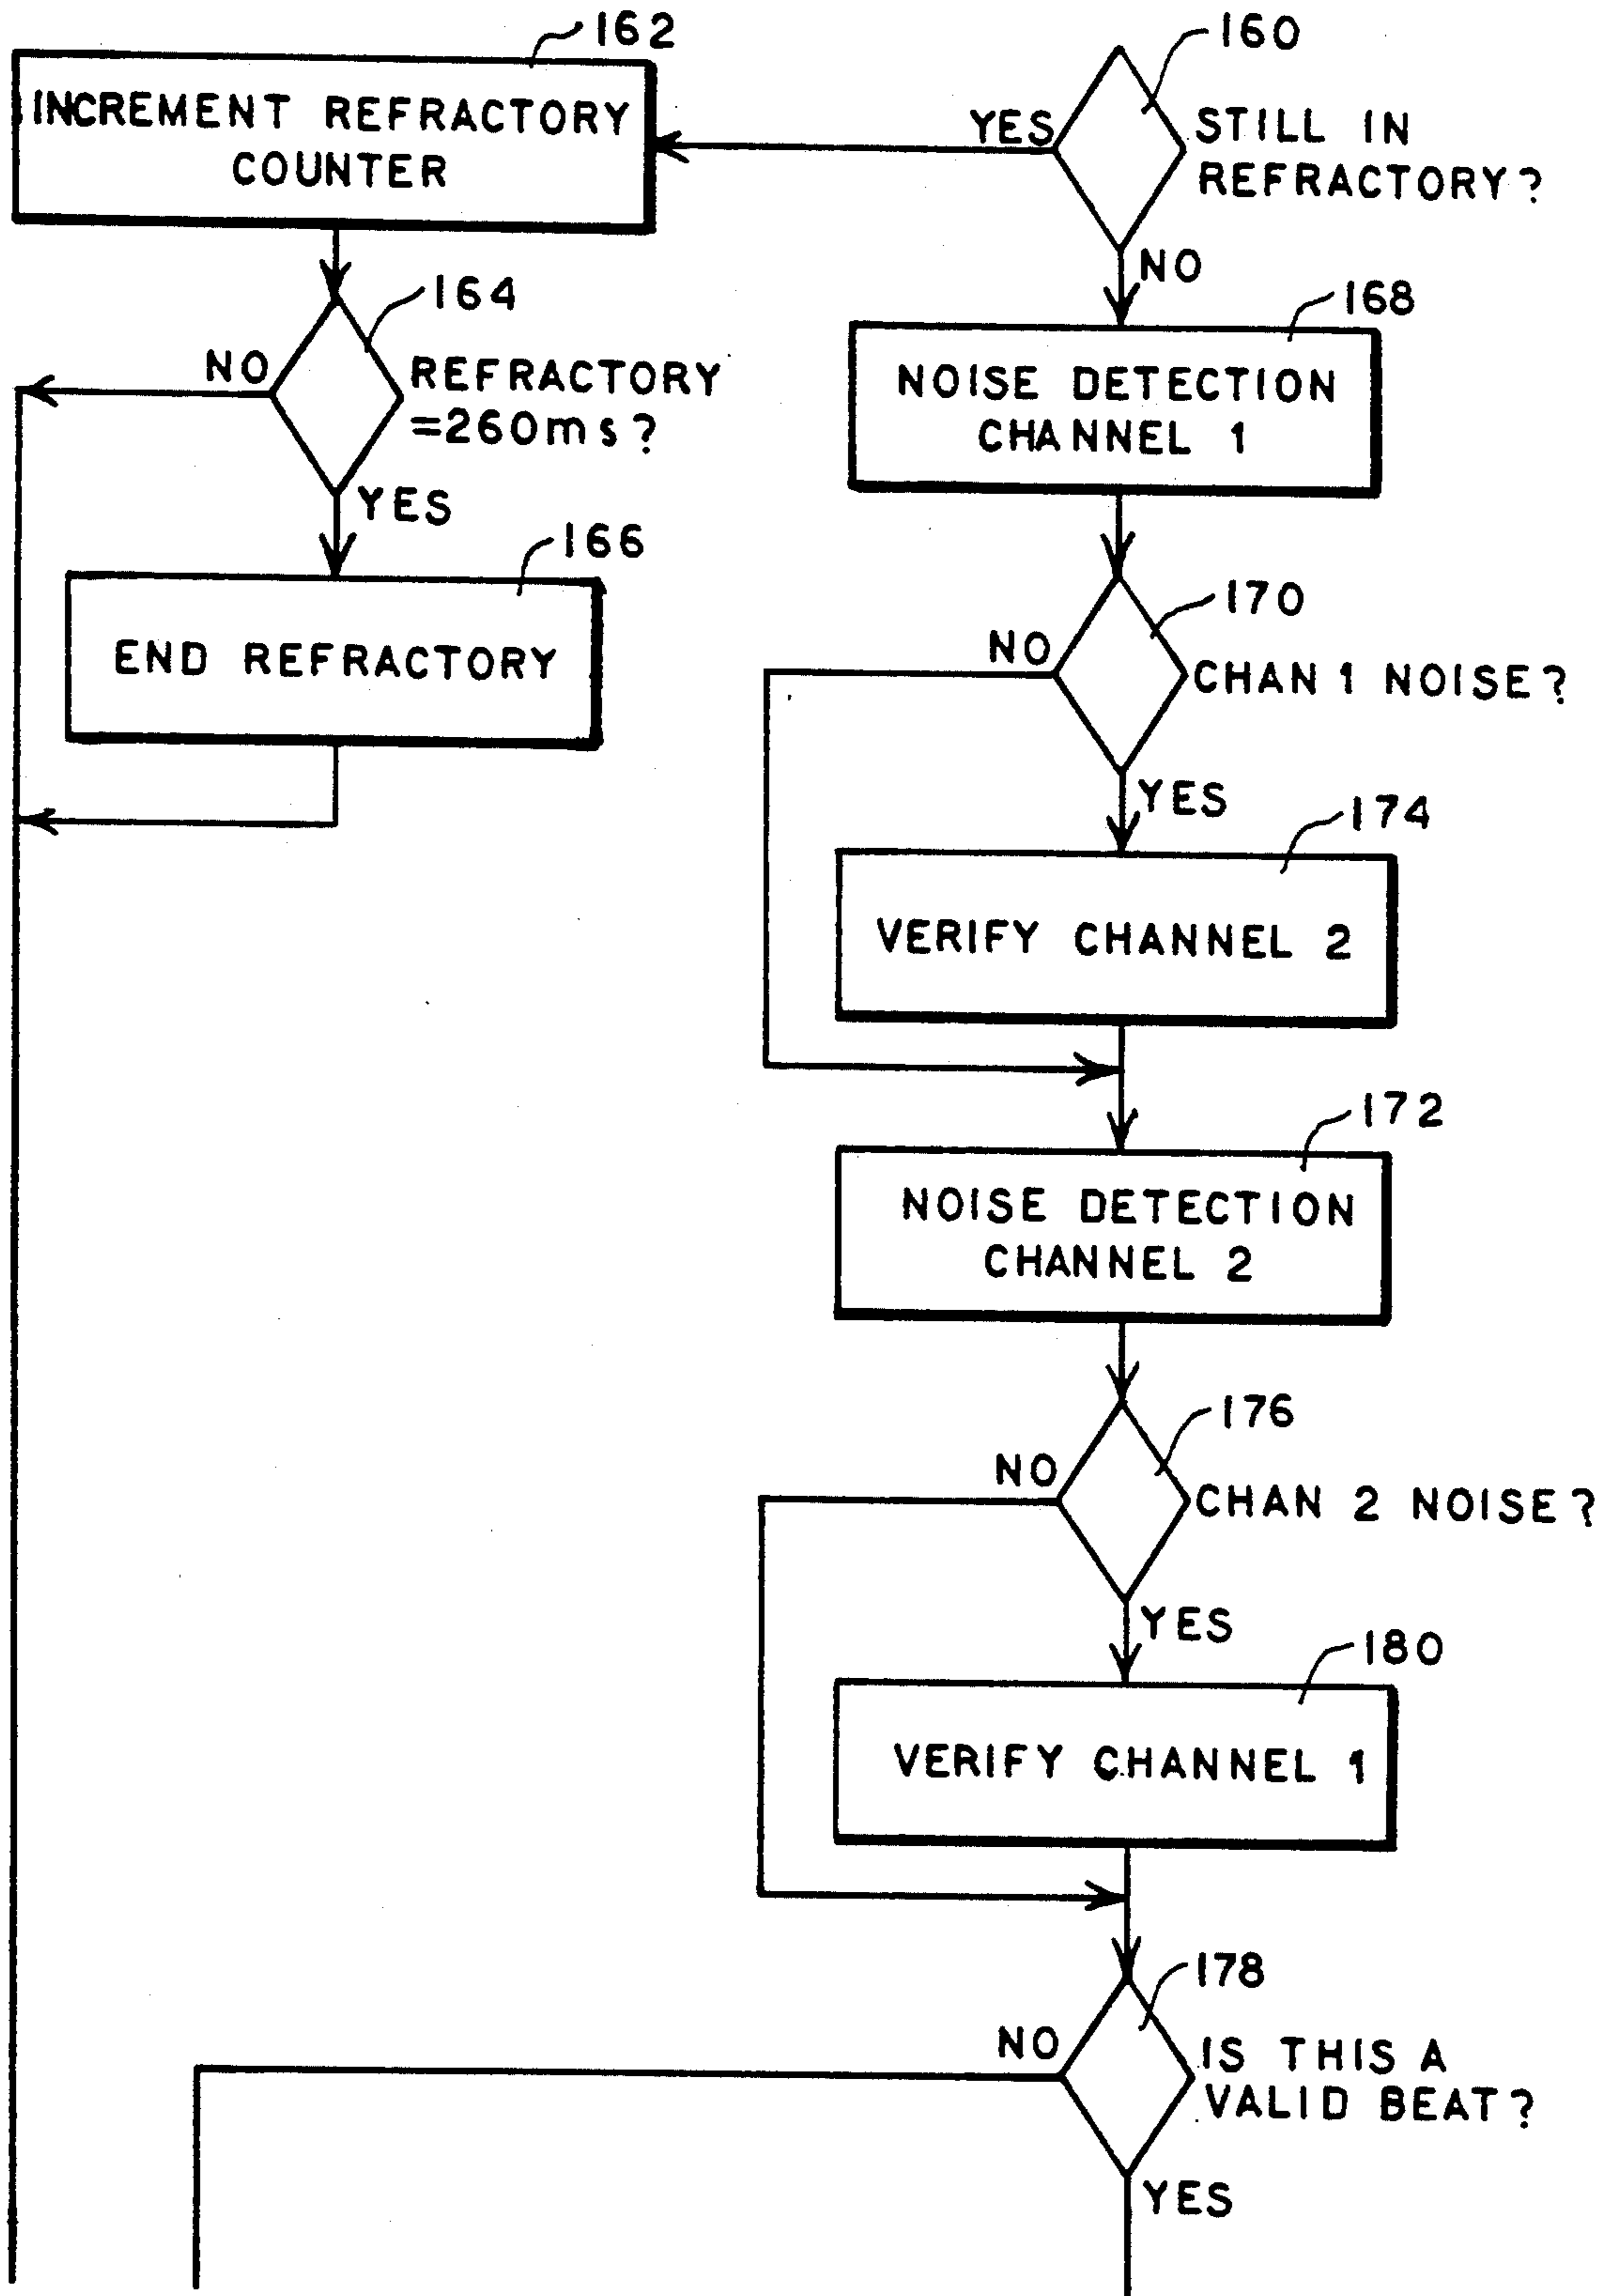 162
INCREMENT REFRACTORY
COUNTER
160
YES
STILL IN
REFRACTORY?
NO
164
NO
REFRACTORY
=260ms?
YES
166
END REFRACTORY
168
NOISE DETECTION
CHANNEL 1
170
NO
CHAN 1 NOISE?
YES
174
VERIFY CHANNEL 2
172
NOISE DETECTION
CHANNEL 2
176
NO
CHAN 2 NOISE?
YES
180
VERIFY CHANNEL 1
178
NO
IS THIS A
VALID BEAT?
YES